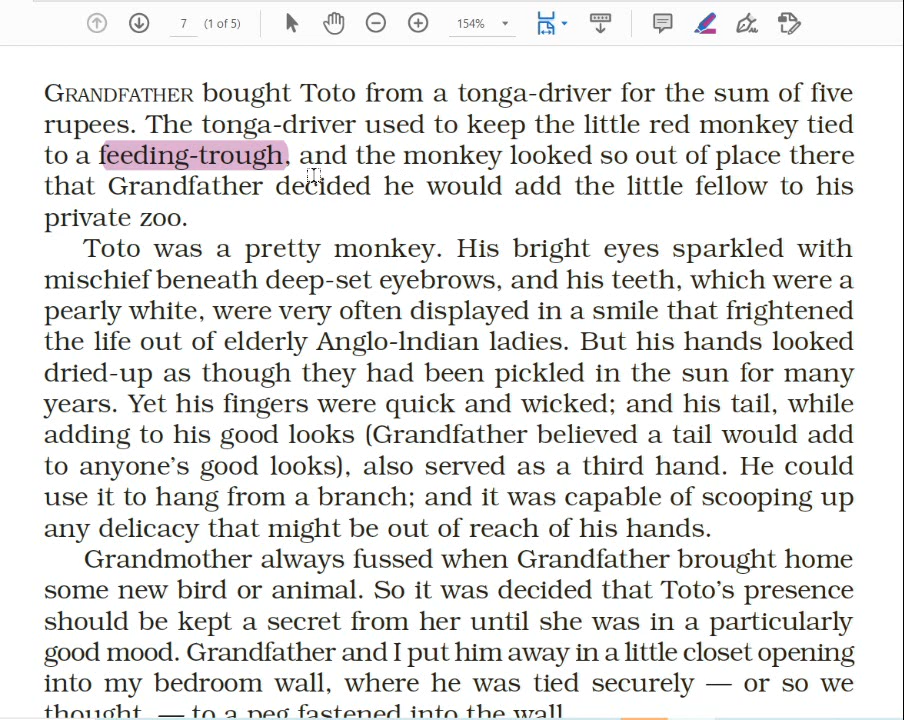 7 (1 of 5) 154%
GRANDFATHER bought Toto from a tonga-driver for the sum of five
rupees. The tonga-driver used to keep the little red monkey tied
to a feeding-trough, and the monkey looked so out of place there
that Grandfather decided he would add the little fellow to his
private zoo.
Toto was a pretty monkey. His bright eyes sparkled with
mischief beneath deep-set eyebrows, and his teeth, which were a
pearly white, were very often displayed in a smile that frightened
the life out of elderly Anglo-Indian ladies. But his hands looked
dried-up as though they had been pickled in the sun for many
years. Yet his fingers were quick and wicked; and his tail, while
adding to his good looks (Grandfather believed a tail would add
to anyone’s good looks), also served as a third hand. He could
use it to hang from a branch; and it was capable of scooping up
any delicacy that might be out of reach of his hands.
Grandmother always fussed when Grandfather brought home
some new bird or animal. So it was decided that Toto’s presence
should be kept a secret from her until she was in a particularly
good mood. Grandfather and I put him away in a little closet opening
into my bedroom wall, where he was tied securely — or so we
thought — to a peg fastened into the wall.